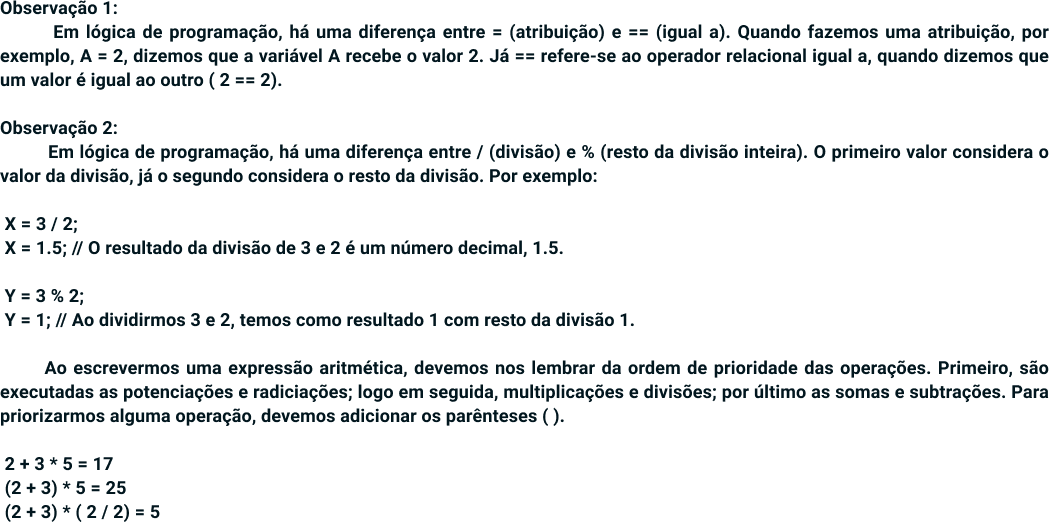 Observação 1:
Em lógica de programação, há uma diferença entre = (atribuição) e == (igual a). Quando fazemos uma atribuição, por
exemplo, A = 2, dizemos que a variável A recebe o valor 2. Já == refere-se ao operador relacional igual a, quando dizemos que
um valor é igual ao outro ( 2 == 2).
Observação 2:
Em lógica de programação, há uma diferença entre / (divisão) e % (resto da divisão inteira). O primeiro valor considera o
valor da divisão, já o segundo considera o resto da divisão. Por exemplo:
X = 3 / 2;
X = 1.5; // O resultado da divisão de 3 e 2 é um número decimal, 1.5.
Y = 3 % 2;
Y = 1; // Ao dividirmos 3 e 2, temos como resultado 1 com resto da divisão 1.
Ao escrevermos uma expressão aritmética, devemos nos lembrar da ordem de prioridade das operações. Primeiro, são
executadas as potenciações e radiciações; logo em seguida, multiplicações e divisões; por último as somas e subtrações. Para
priorizarmos alguma operação, devemos adicionar os parênteses ( ).
2 + 3 * 5 = 17
(2 + 3) * 5 = 25
(2 + 3) * ( 2 / 2) = 5